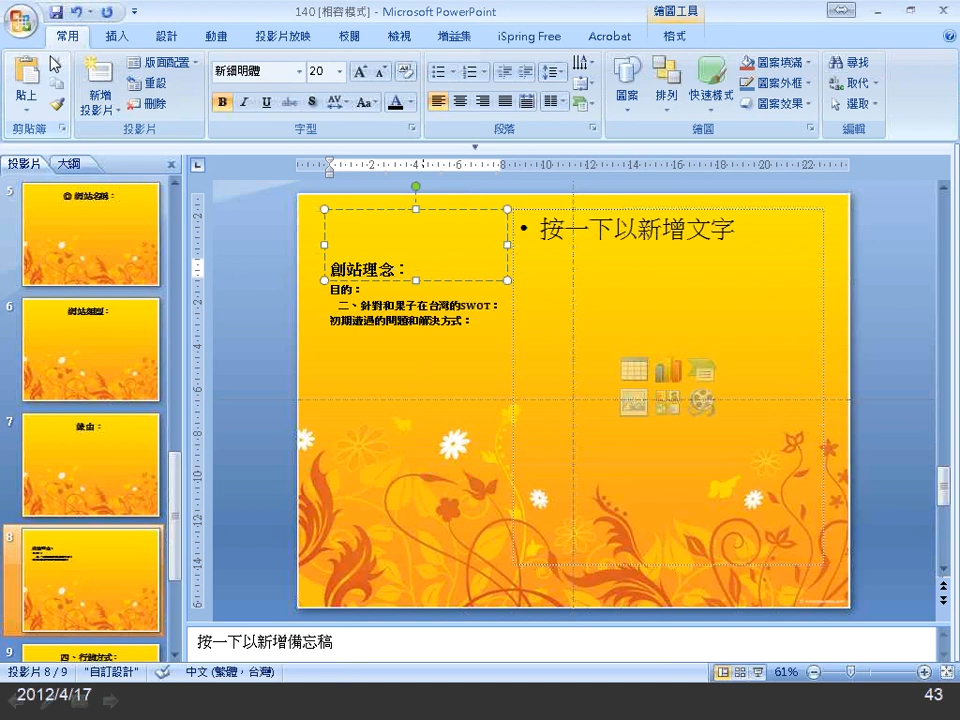 140 [相容模式] - Microsoft PowerPoint
繪圖工具
常用 插入 設計 動畫 投影片放映 校閱 檢視 增益集 iSpring Free Acrobat 格式
貼上
新增
投影片
版面配置
重設
刪除
新細明體 20
B I U abc S AV Aa A
圖案 排列 快速樣式
圖案填滿
圖案外框
圖案效果
尋找
取代
選取
剪貼簿 投影片 字型 段落 繪圖 編輯
投影片 大綱
5
◎ 網站名稱：
6
網站類型：
7
緣由：
8
9
四、行銷方式：
創站理念：
目的：
二、針對和果子在台灣的SWOT：
初期遭遇的問題和解決方式：
• 按一下以新增文字
按一下以新增備忘稿
投影片 8 / 9 "自訂設計" 中文 (繁體，台灣) 61%
2012/4/17 43